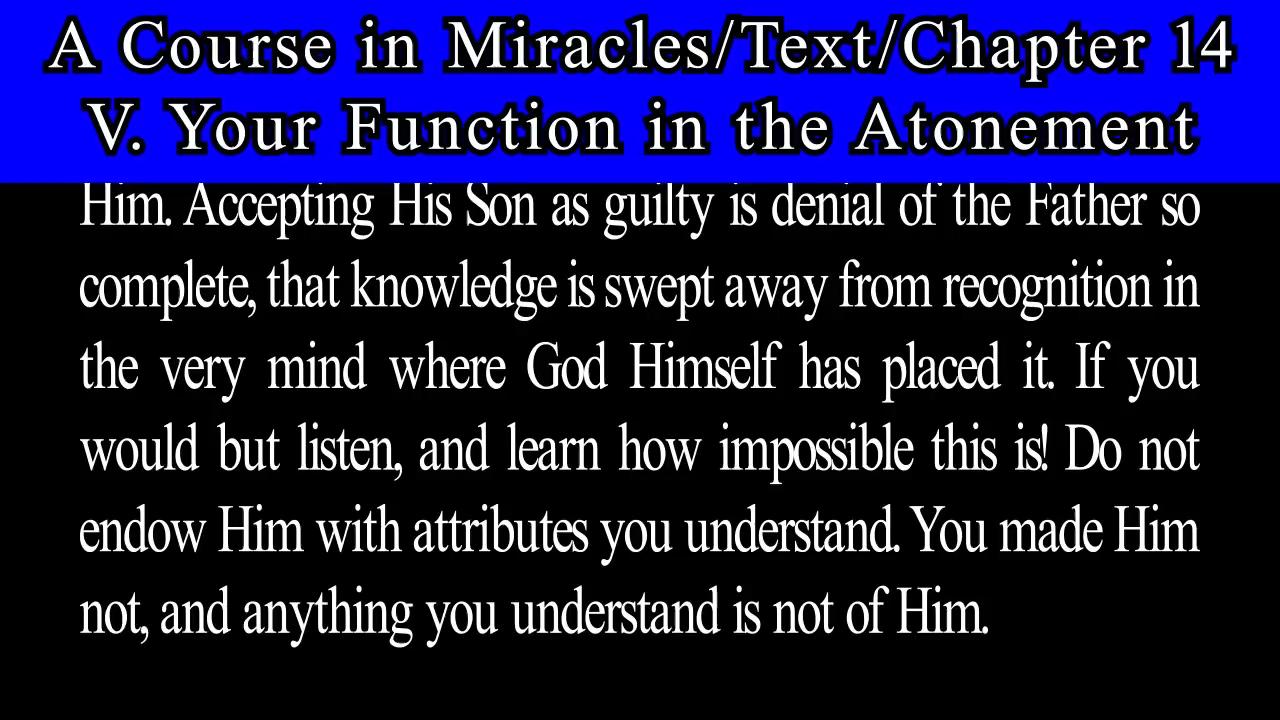 A Course in Miracles/Text/Chapter 14
V. Your Function in the Atonement
Him. Accepting His Son as guilty is denial of the Father so
complete, that knowledge is swept away from recognition in
the very mind where God Himself has placed it. If you
would but listen, and learn how impossible this is! Do not
endow Him with attributes you understand. You made Him
not, and anything you understand is not of Him.